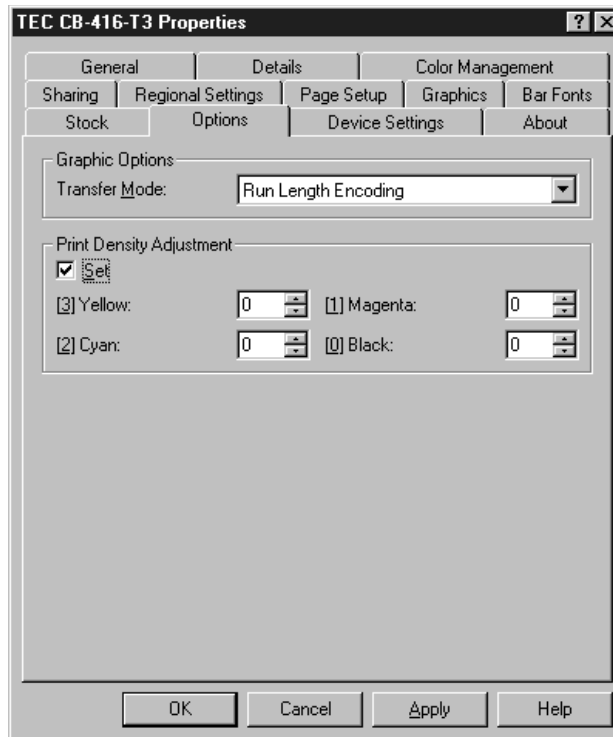 TEC CB-416-T3 Properties
General Details Color Management
Sharing Regional Settings Page Setup Graphics Bar Fonts
Stock Options Device Settings About
Graphic Options
Transfer Mode: Run Length Encoding
Print Density Adjustment
Set
[3] Yellow: 0 [1] Magenta: 0
[2] Cyan: 0 [0] Black: 0
OK Cancel Apply Help